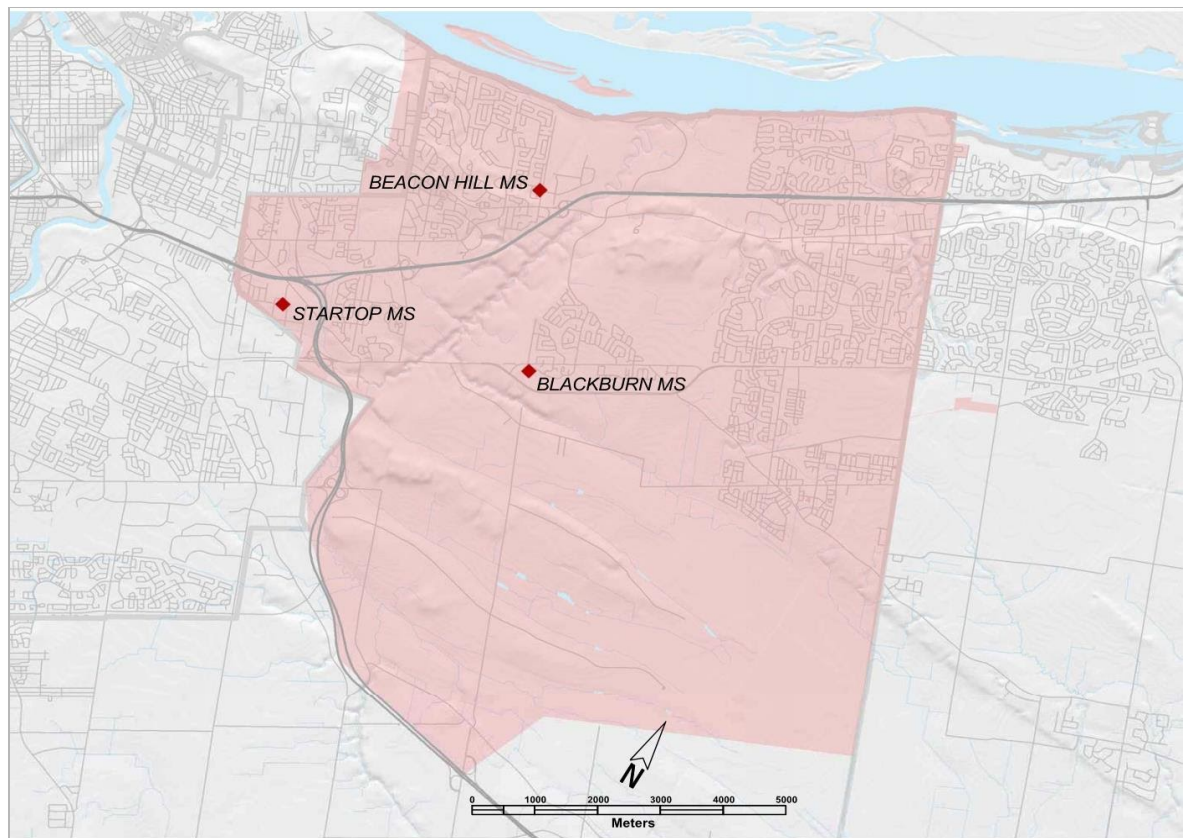 BEACON HILL MS
STARTOP MS
BLACKBURN MS
N
0 1000 2000 3000 4000 5000
Meters